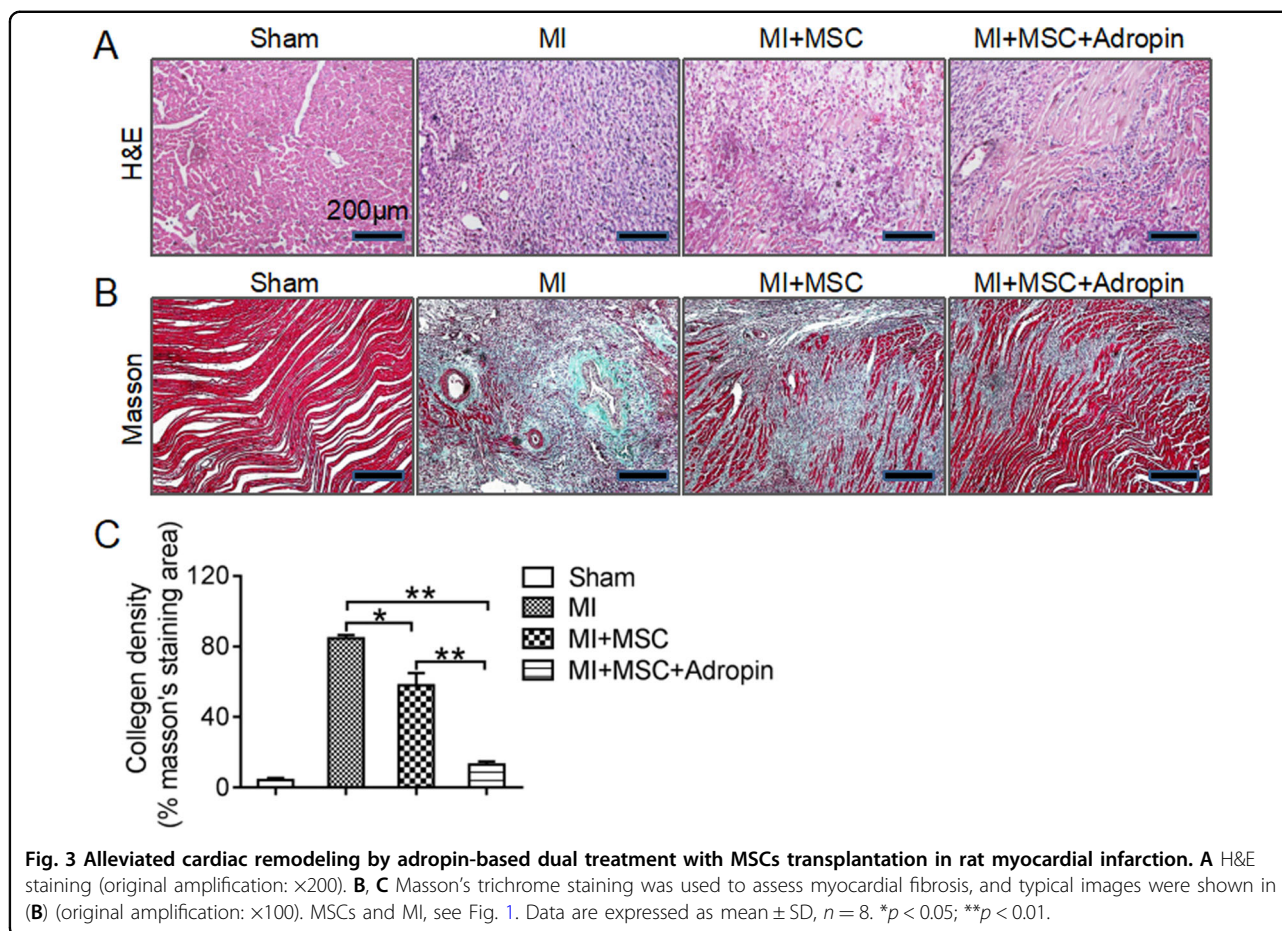 A
Sham MI MI+MSC MI+MSC+Adropin
H&E
200μm
B
Sham MI MI+MSC MI+MSC+Adropin
Masson
C
Collegen density
(% masson's staining area)
120
80
40
0
** 
*
**
Sham
MI
MI+MSC
MI+MSC+Adropin
Fig. 3 Alleviated cardiac remodeling by adropin-based dual treatment with MSCs transplantation in rat myocardial infarction. A H&E
staining (original amplification: ×200). B, C Masson's trichrome staining was used to assess myocardial fibrosis, and typical images were shown in
(B) (original amplification: ×100). MSCs and MI, see Fig. 1. Data are expressed as mean ± SD, n = 8. *p < 0.05; **p < 0.01.